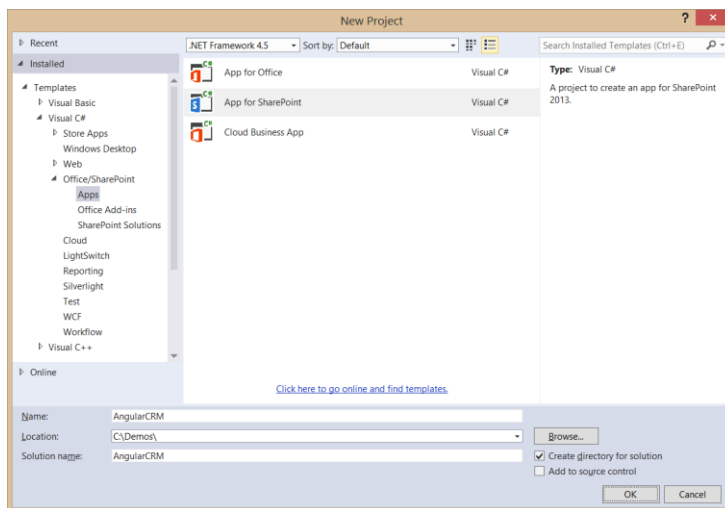 New Project
?
Recent
Installed
Templates
Visual Basic
Visual C#
Store Apps
Windows Desktop
Web
Office/SharePoint
Apps
Office Add-ins
SharePoint Solutions
Cloud
LightSwitch
Reporting
Silverlight
Test
WCF
Workflow
Visual C++
Online
.NET Framework 4.5
Sort by: Default
C# App for Office Visual C#
C# App for SharePoint Visual C#
C# Cloud Business App Visual C#
Click here to go online and find templates.
Search Installed Templates (Ctrl+E)
Type: Visual C#
A project to create an app for SharePoint
2013.
Name: AngularCRM
Location: C:\Demos\
Solution name: AngularCRM
Browse...
Create directory for solution
Add to source control
OK Cancel